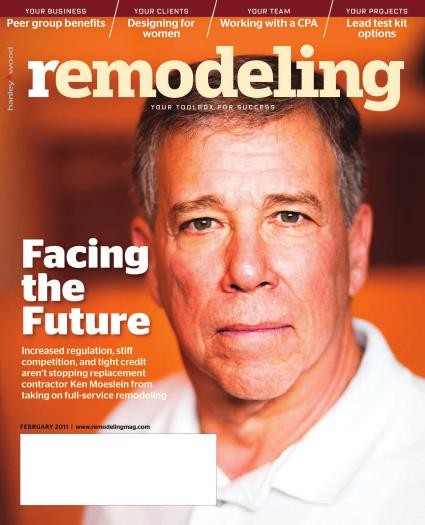 YOUR BUSINESS
Peer group benefits
YOUR CLIENTS
Designing for
women
YOUR TEAM
Working with a CPA
YOUR PROJECTS
Lead test kit
options
hanley wood
remodeling
YOUR TOOLBOX FOR SUCCESS
Facing
the
Future
Increased regulation, stiff
competition, and tight credit
aren't stopping replacement
contractor Ken Moeslein from
taking on full-service remodeling
FEBRUARY 2011 | www.remodelingmag.com